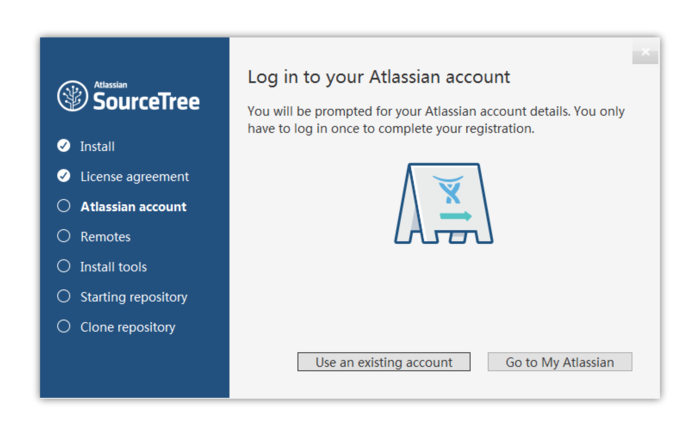 Atlassian
SourceTree
Install
License agreement
Atlassian account
Remotes
Install tools
Starting repository
Clone repository
Log in to your Atlassian account
You will be prompted for your Atlassian account details. You only
have to log in once to complete your registration.
Use an existing account
Go to My Atlassian